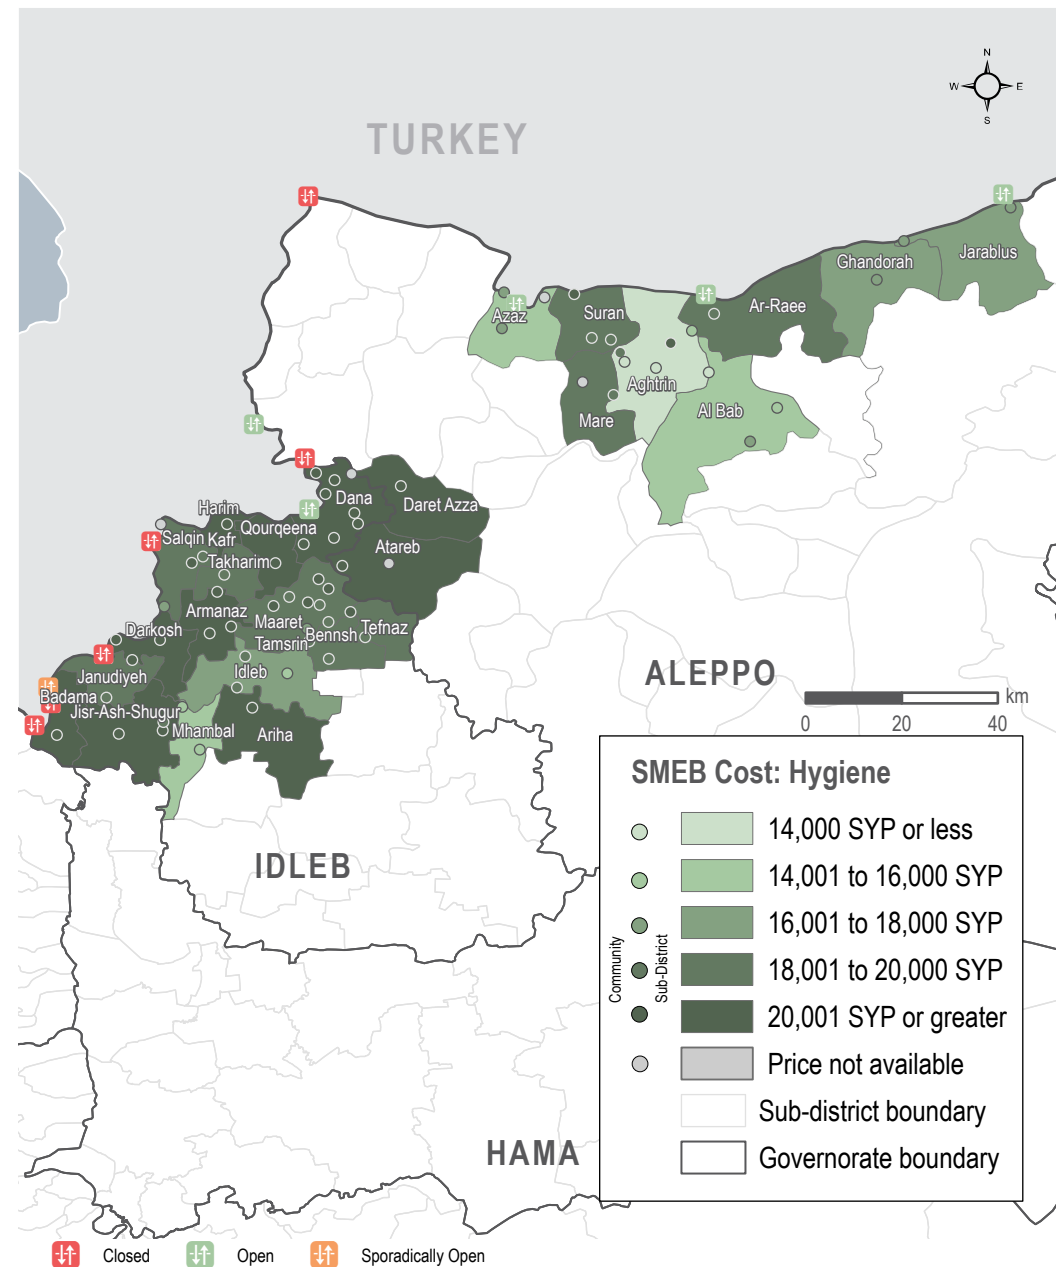 N
W
E
S
TURKEY
Jarablus
Ghandorah
Ar-Raee
Suran
Azaz
Aghtrin
Al Bab
Mare
Dana
Daret Azza
Harim
Qourqeena
Salqin
Kafr
Takharim
Atareb
Armanaz
Maaret
Tamsrin
Bennsh
Tefnaz
Darkosh
Janudiyeh
Idleb
Badama
Jisr-Ash-Shugur
Mhambal
Ariha
ALEPPO
km
0
20
40
IDLEB
HAMA
SMEB Cost: Hygiene
14,000 SYP or less
14,001 to 16,000 SYP
16,001 to 18,000 SYP
18,001 to 20,000 SYP
20,001 SYP or greater
Price not available
Sub-district boundary
Governorate boundary
Community
Sub-District
Closed
Open
Sporadically Open